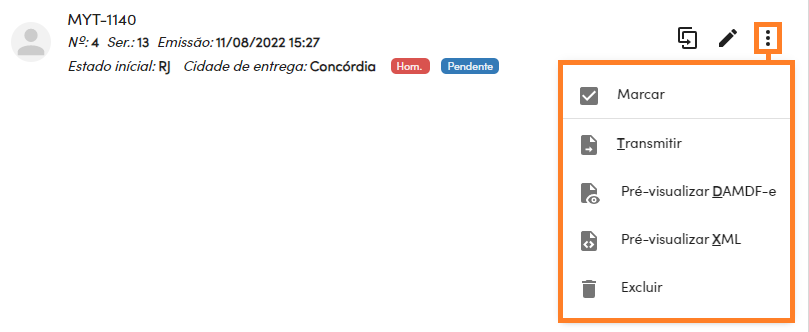 MYT-1140
Nº: 4 Ser.: 13 Emissão: 11/08/2022 15:27
Estado inícial: RJ Cidade de entrega: Concórdia Hom. Pendente
Marcar
Transmitir
Pré-visualizar DAMDF-e
Pré-visualizar XML
Excluir